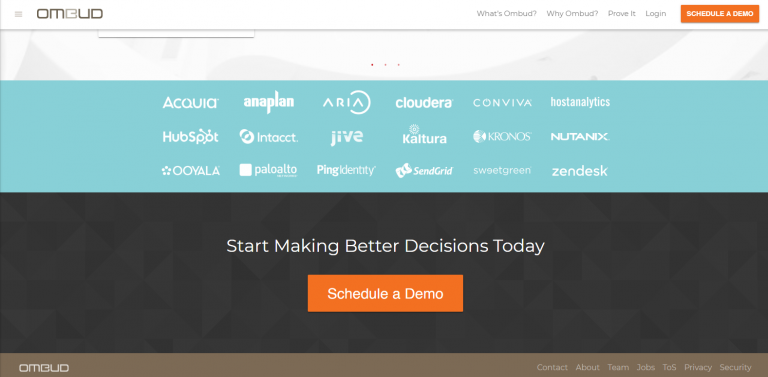 OMBUD What's Ombud? Why Ombud? Prove It Login SCHEDULE A DEMO
ACQUIA anaplan ARIA cloudera CONVIVA hostanalytics
HubSpot Intacct jive Kaltura KRONOS NUTANIX
OOYALA paloalto PingIdentity SendGrid sweetgreen zendesk
Start Making Better Decisions Today
Schedule a Demo
OMBUD Contact About Team Jobs ToS Privacy Security